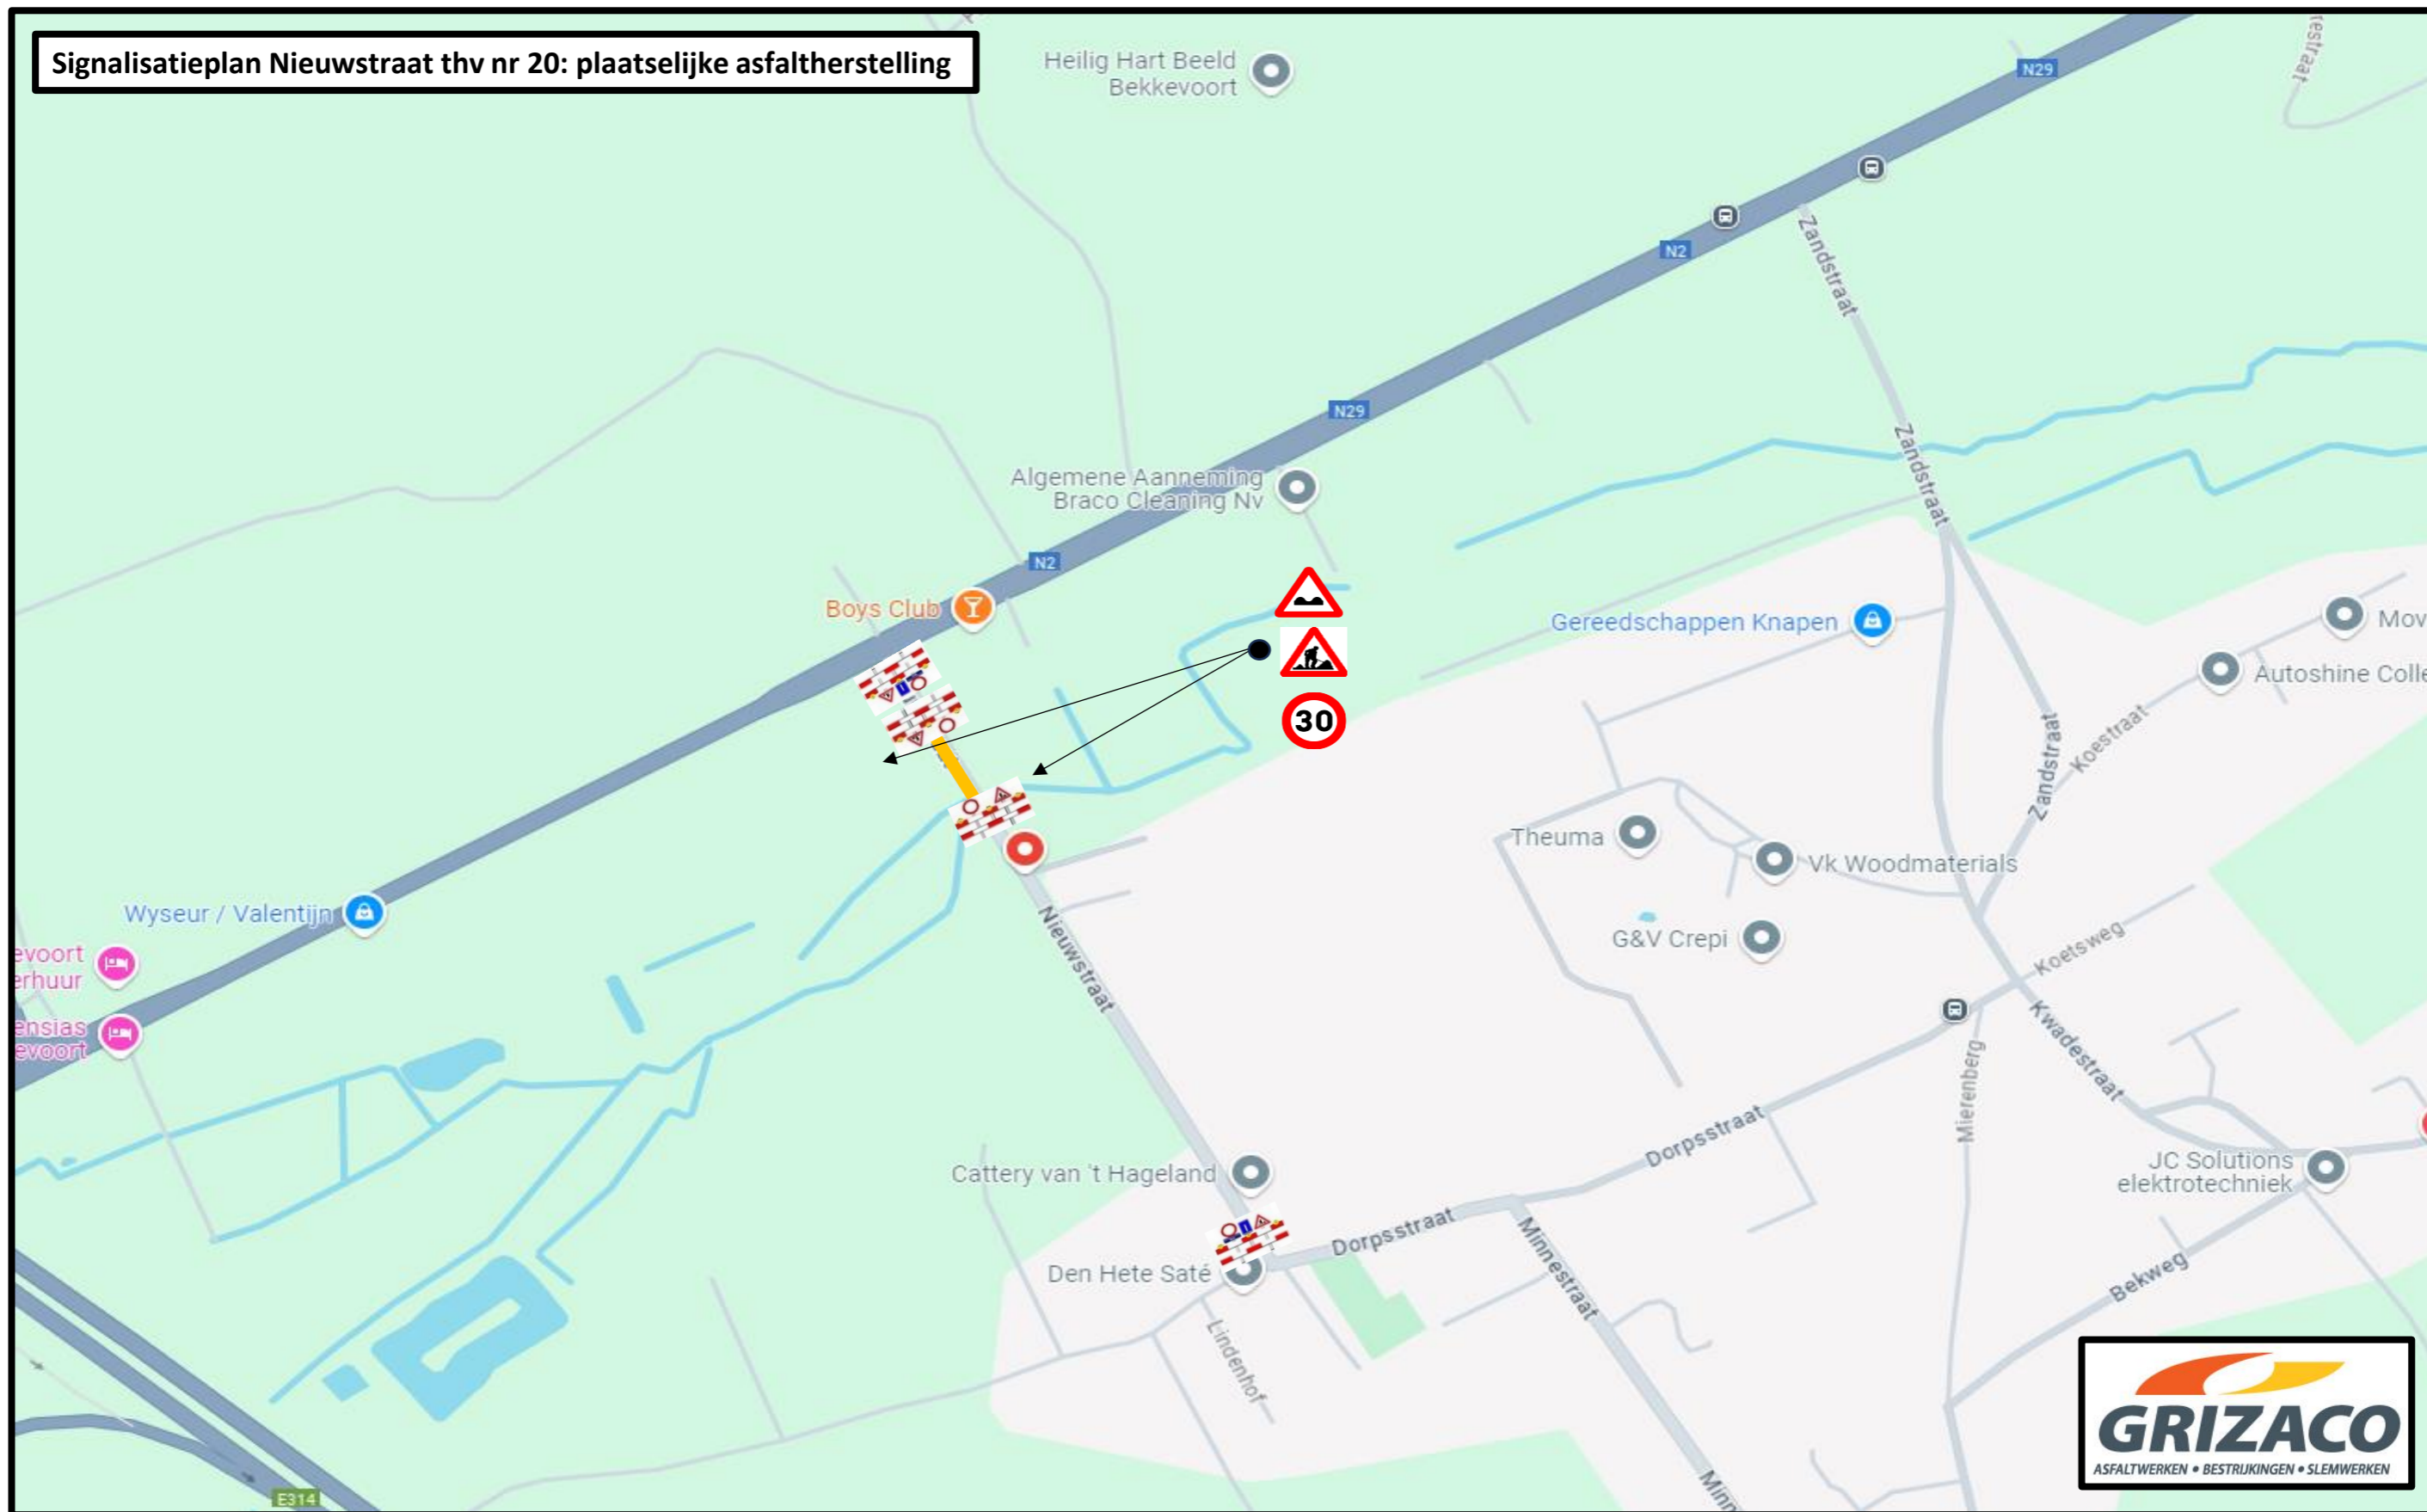 Signalisatieplan Nieuwstraat thv nr 20: plaatselijke asfaltherstelling
Heilig Hart Beeld
Bekkevoort
N29
testraat
N2
Zandstraat
N29
Zandstraat
Algemene Aanneming
Braco Cleaning Nv
N2
Boys Club
Gereedschappen Knapen
Mov
Autoshine Colle
30
Koestraat
Zandstraat
Theuma
Vk Woodmaterials
Wyseur / Valentijn
G&V Crepi
Nieuwstraat
Koetsweg
evoort
erhuur
ensias
evoort
Kwadestraat
Mierenberg
Dorpsstraat
Cattery van 't Hageland
JC Solutions
elektrotechniek
Dorpsstraat
Minnestraat
Den Hete Saté
Bekweg
Lindenhof
Minn
E314
GRIZACO
ASFALTWERKEN • BESTRIJKINGEN • SLEMWERKEN